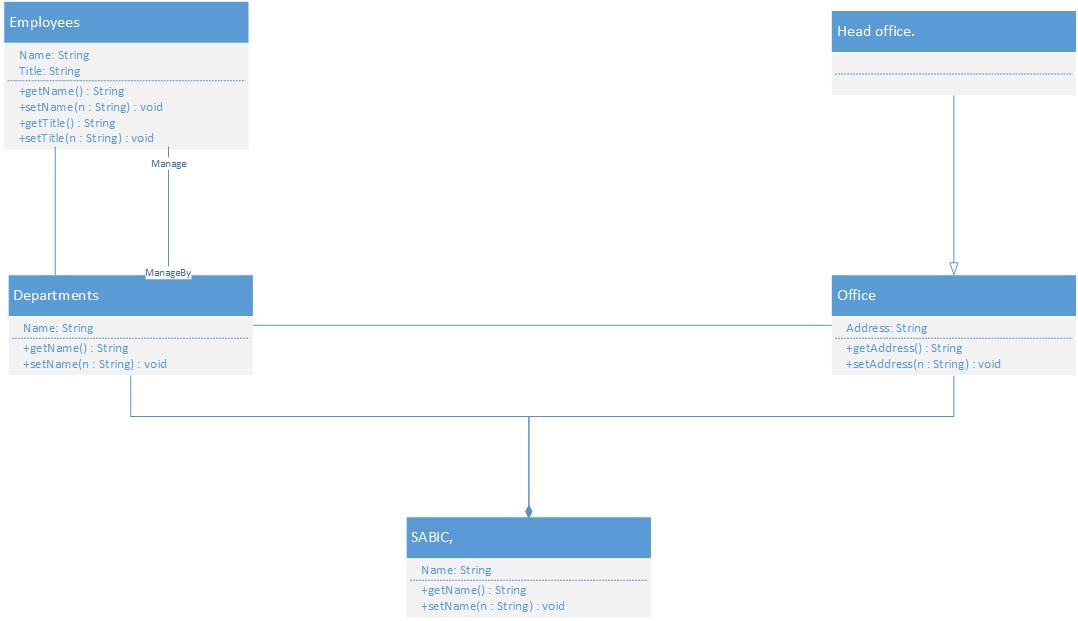 Employees
Name: String
Title: String
+getName() : String
+setName(n : String) : void
+getTitle() : String
+setTitle(n : String) : void
Head office.
Manage
ManageBy
Departments
Name: String
+getName() : String
+setName(n : String) : void
Office
Address: String
+getAddress() : String
+setAddress(n : String) : void
SABIC,
Name: String
+getName() : String
+setName(n : String) : void